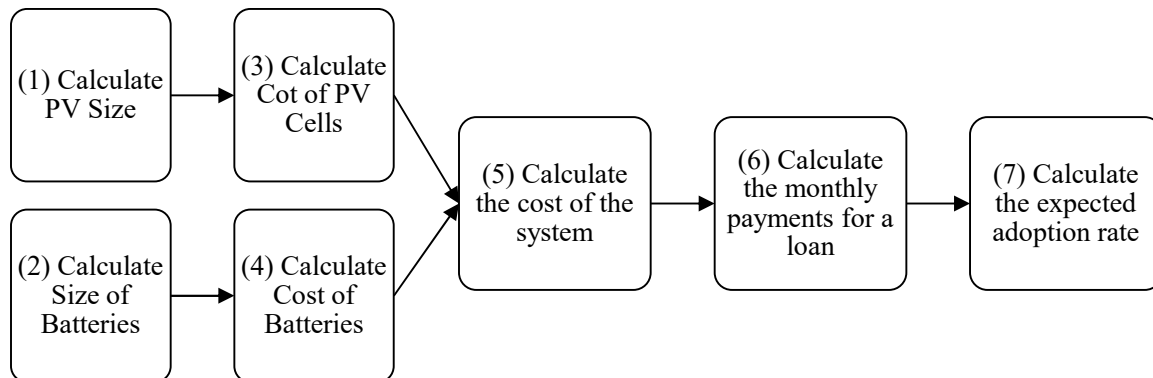 (1) Calculate
PV Size
(3) Calculate
Cot of PV
Cells
(2) Calculate
Size of
Batteries
(4) Calculate
Cost of
Batteries
(5) Calculate
the cost of the
system
(6) Calculate
the monthly
payments for a
loan
(7) Calculate
the expected
adoption rate